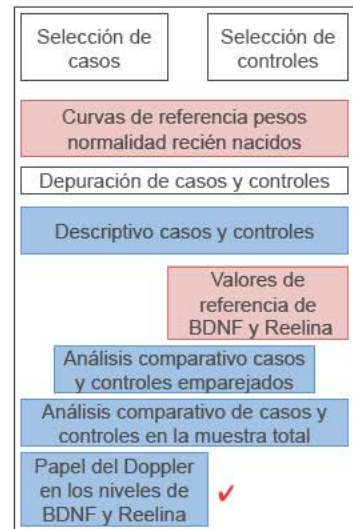 Selección de
casos
Selección de
controles
Curvas de referencia pesos
normalidad recién nacidos
Depuración de casos y controles
Descriptivo casos y controles
Valores de
referencia de
BDNF y Reelina
Análisis comparativo casos
y controles emparejados
Análisis comparativo de casos y
controles en la muestra total
Papel del Doppler
en los niveles de
BDNF y Reelina